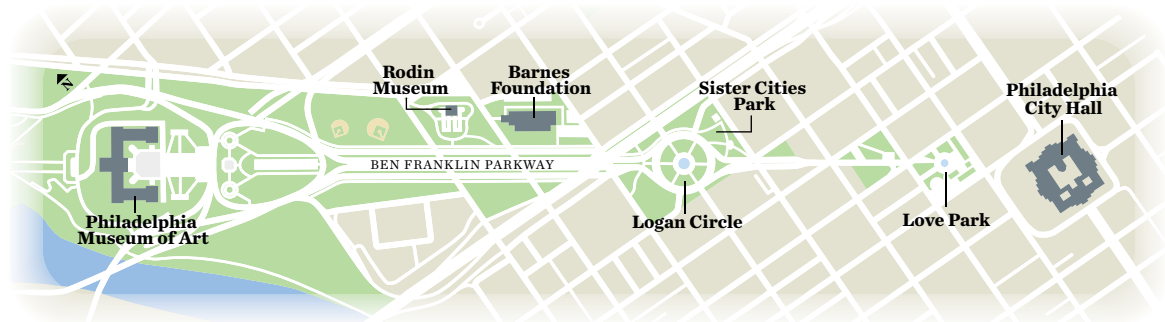 N
Rodin
Museum
Barnes
Foundation
Sister Cities
Park
Philadelphia
City Hall
BEN FRANKLIN PARKWAY
Philadelphia
Museum of Art
Logan Circle
Love Park